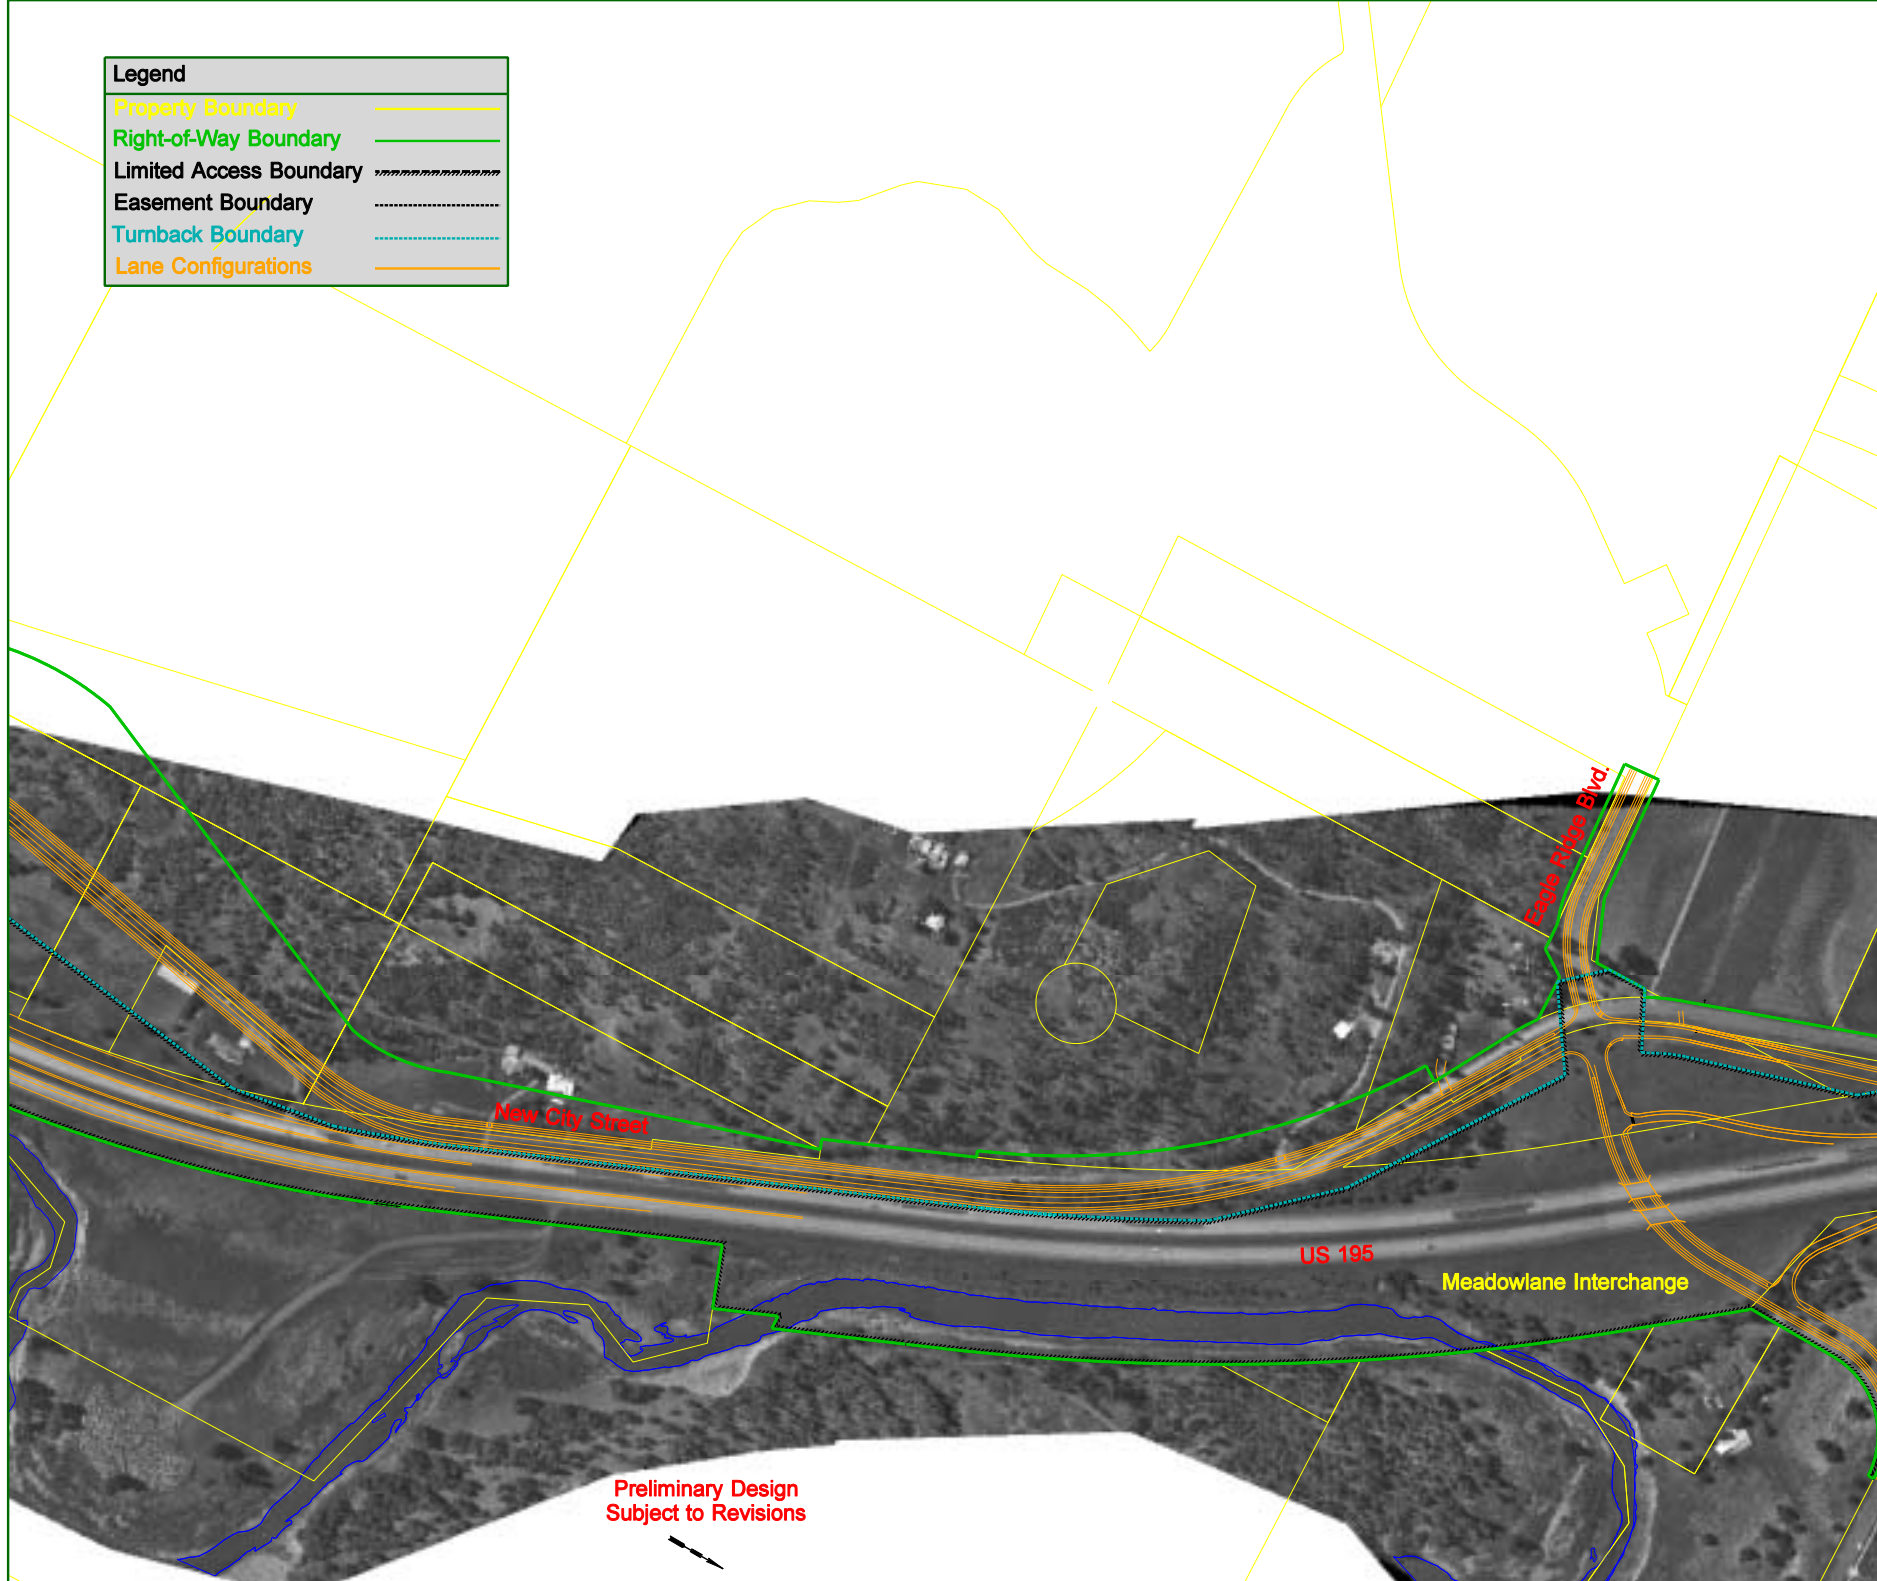 Legend
Property Boundary
Right-of-Way Boundary
Limited Access Boundary
Easement Boundary
Turnback Boundary
Lane Configurations
Eagle Ridge Blvd.
New City Street
US 195
Meadowlane Interchange
Preliminary Design
Subject to Revisions